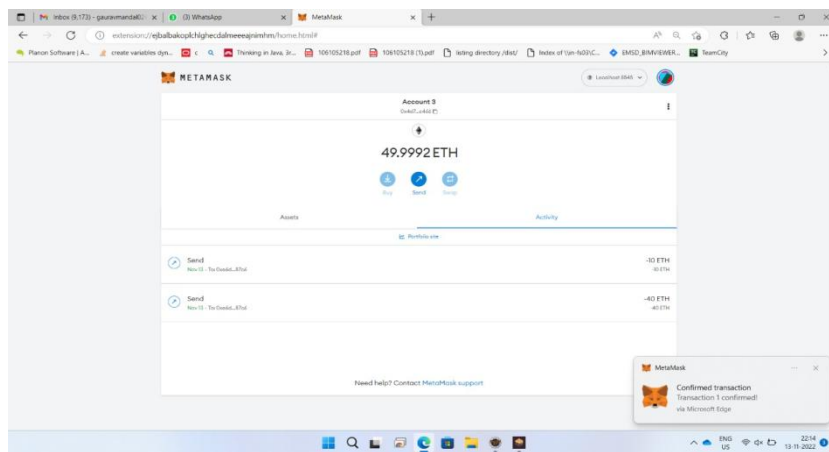 Inbox (9,173) - gauravmandal02
(3) WhatsApp
MetaMask
extension://ejbalbakoplchlghecdalmeeeajnimhm/home.html#
Planon Software | A...
create variables dyn...
c
Thinking in Java, 3r...
106105218.pdf
106105218 (1).pdf
listing directory /dist/
EMSD_BIMVIEWER...
TeamCity
METAMASK
Localhost 8545
Account 3
49.9992 ETH
Buy
Send
Swap
Assets
Activity
Portfolio site
Send
-10 ETH
-10 ETH
Send
-40 ETH
-40 ETH
Need help? Contact MetaMask support
MetaMask
Confirmed transaction
Transaction 1 confirmed!
via Microsoft Edge
ENG
US
22:14
13-11-2022